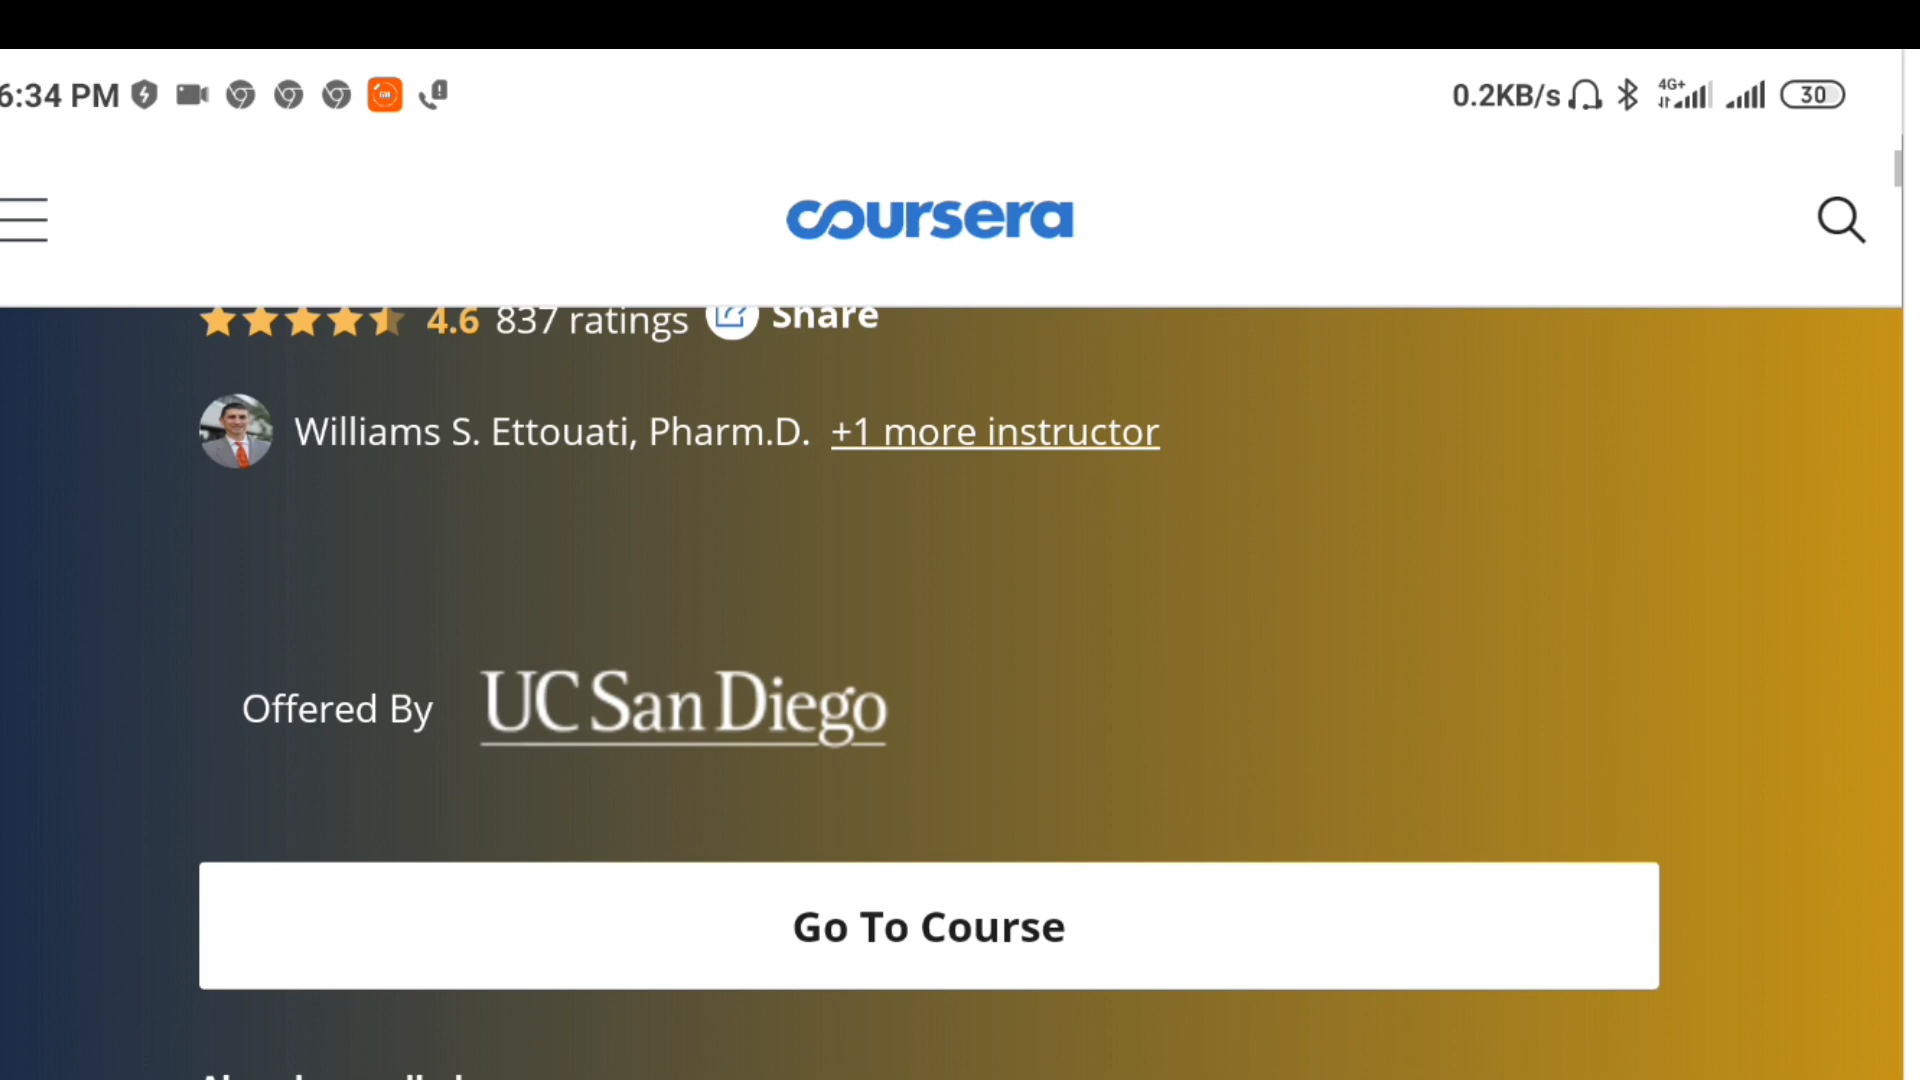 6:34 PM 0.2KB/s 4G+ 30
coursera
4.6 837 ratings Share
Williams S. Ettouati, Pharm.D. +1 more instructor
Offered By UC San Diego
Go To Course